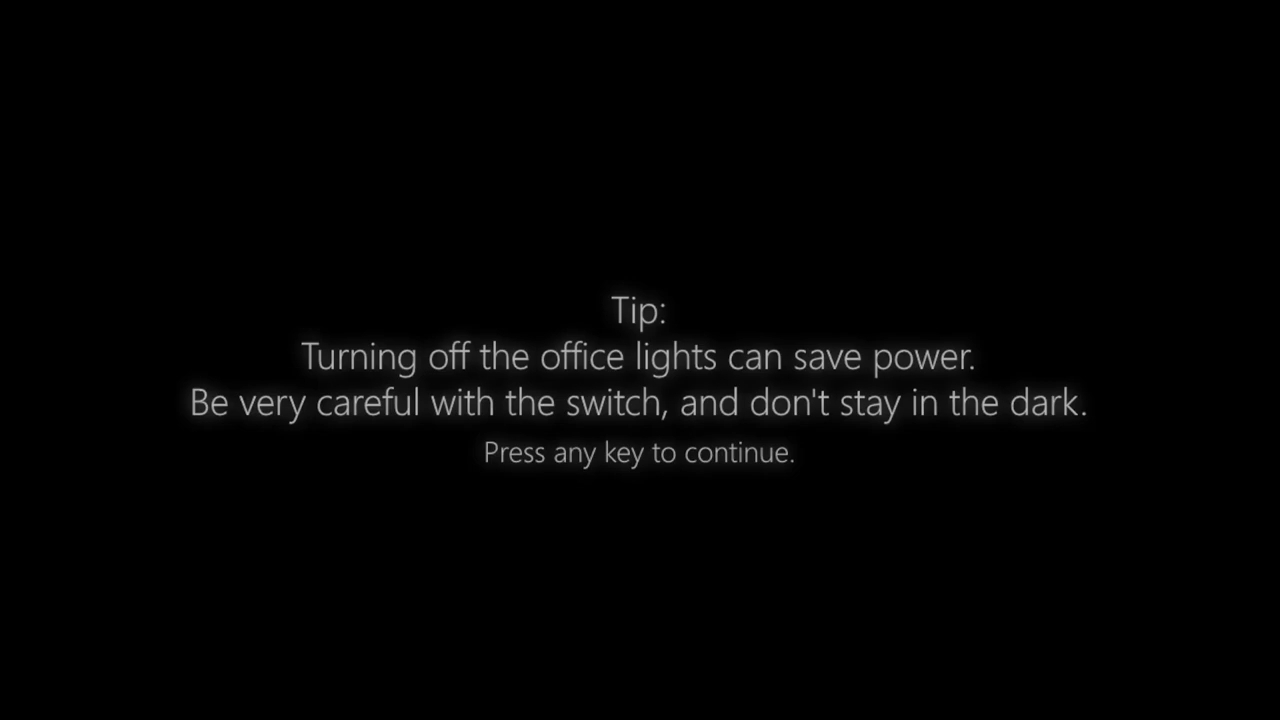 Tip:
Turning off the office lights can save power.
Be very careful with the switch, and don't stay in the dark.
Press any key to continue.